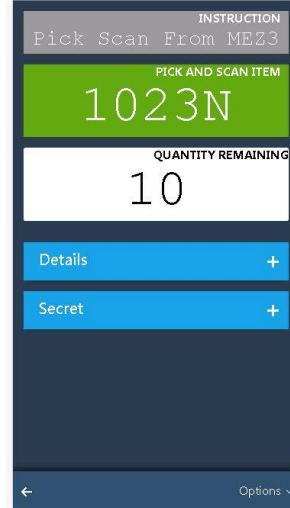 INSTRUCTION
Pick Scan From MEZ3
PICK AND SCAN ITEM
1023N
QUANTITY REMAINING
10
Details +
Secret +
← Options